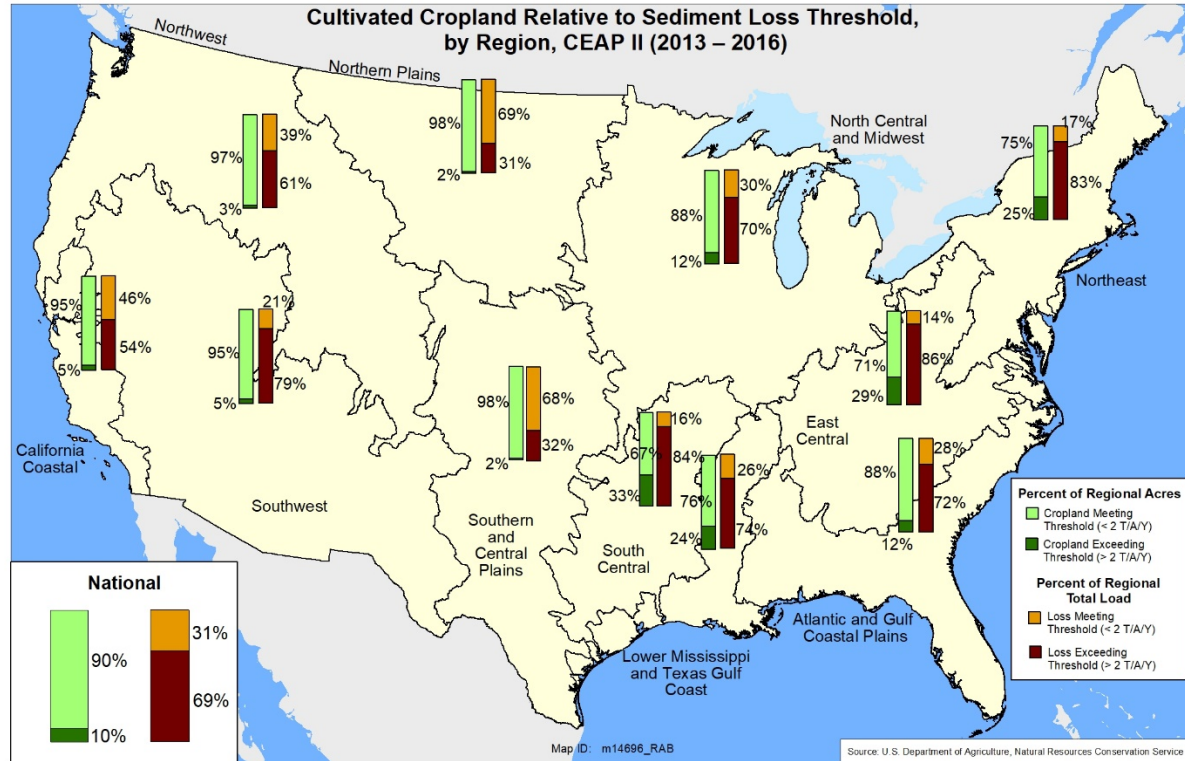 Cultivated Cropland Relative to Sediment Loss Threshold,
by Region, CEAP II (2013 – 2016)
Northwest
Northern Plains
98%
69%
31%
2%
97%
39%
61%
3%
North Central
and Midwest
88%
30%
70%
12%
75%
17%
83%
25%
Northeast
95%
46%
54%
5%
California
Coastal
95%
21%
79%
5%
Southwest
98%
68%
32%
2%
Southern
and
Central
Plains
67%
16%
84%
33%
South
Central
76%
26%
74%
24%
Lower Mississippi
and Texas Gulf
Coast
71%
14%
86%
29%
East
Central
88%
28%
72%
12%
Atlantic and Gulf
Coastal Plains
National
90%
31%
69%
10%
Percent of Regional Acres
Cropland Meeting
Threshold (< 2 T/A/Y)
Cropland Exceeding
Threshold (> 2 T/A/Y)
Percent of Regional
Total Load
Loss Meeting
Threshold (< 2 T/A/Y)
Loss Exceeding
Threshold (> 2 T/A/Y)
Map ID: m14696_RAB
Source: U.S. Department of Agriculture, Natural Resources Conservation Service